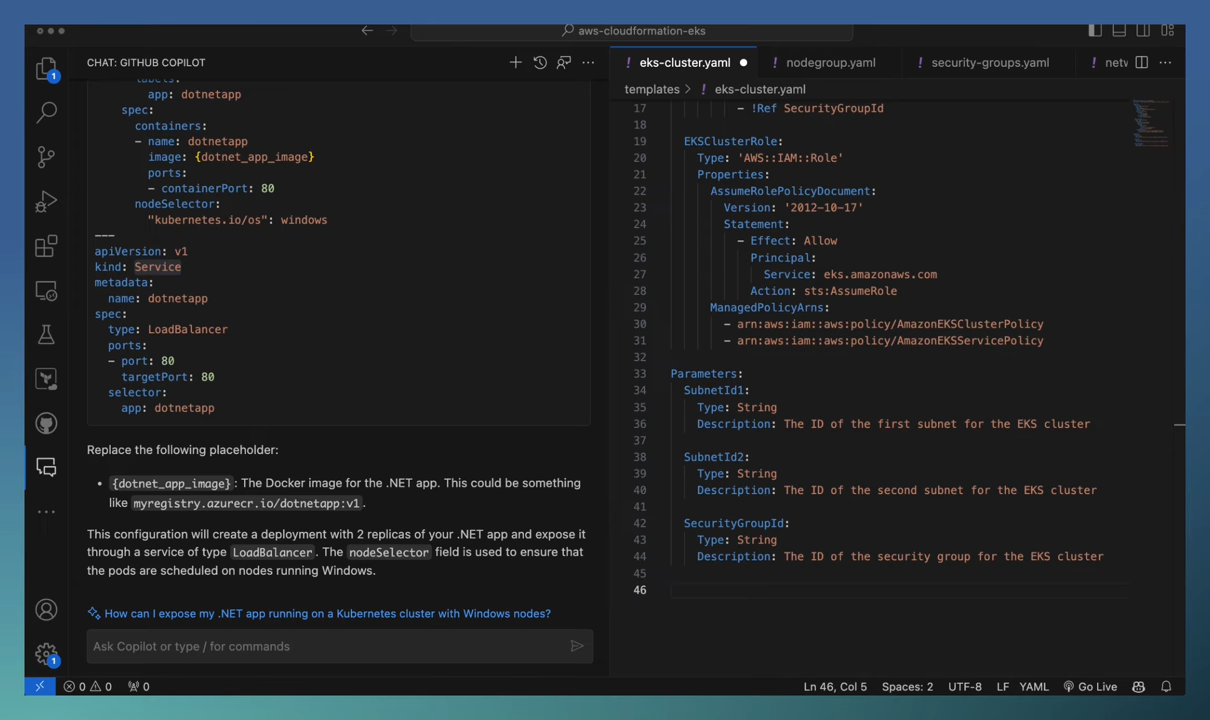 aws-cloudformation-eks
1
CHAT: GITHUB COPILOT
labels:
app: dotnetapp
spec:
containers:
- name: dotnetapp
image: {dotnet_app_image}
ports:
- containerPort: 80
nodeSelector:
"kubernetes.io/os": windows
---
apiVersion: v1
kind: Service
metadata:
name: dotnetapp
spec:
type: LoadBalancer
ports:
- port: 80
targetPort: 80
selector:
app: dotnetapp
Replace the following placeholder:
• {dotnet_app_image}: The Docker image for the .NET app. This could be something
like myregistry.azurecr.io/dotnetapp:v1.
This configuration will create a deployment with 2 replicas of your .NET app and expose it
through a service of type LoadBalancer. The nodeSelector field is used to ensure that
the pods are scheduled on nodes running Windows.
How can I expose my .NET app running on a Kubernetes cluster with Windows nodes?
Ask Copilot or type / for commands
1
! eks-cluster.yaml
! nodegroup.yaml
! security-groups.yaml
! netw
templates > ! eks-cluster.yaml
17 - !Ref SecurityGroupId
18
19 EKSClusterRole:
20 Type: 'AWS::IAM::Role'
21 Properties:
22 AssumeRolePolicyDocument:
23 Version: '2012-10-17'
24 Statement:
25 - Effect: Allow
26 Principal:
27 Service: eks.amazonaws.com
28 Action: sts:AssumeRole
29 ManagedPolicyArns:
30 - arn:aws:iam::aws:policy/AmazonEKSClusterPolicy
31 - arn:aws:iam::aws:policy/AmazonEKSServicePolicy
32
33 Parameters:
34 SubnetId1:
35 Type: String
36 Description: The ID of the first subnet for the EKS cluster
37
38 SubnetId2:
39 Type: String
40 Description: The ID of the second subnet for the EKS cluster
41
42 SecurityGroupId:
43 Type: String
44 Description: The ID of the security group for the EKS cluster
45
46
0 0 0
Ln 46, Col 5 Spaces: 2 UTF-8 LF YAML Go Live